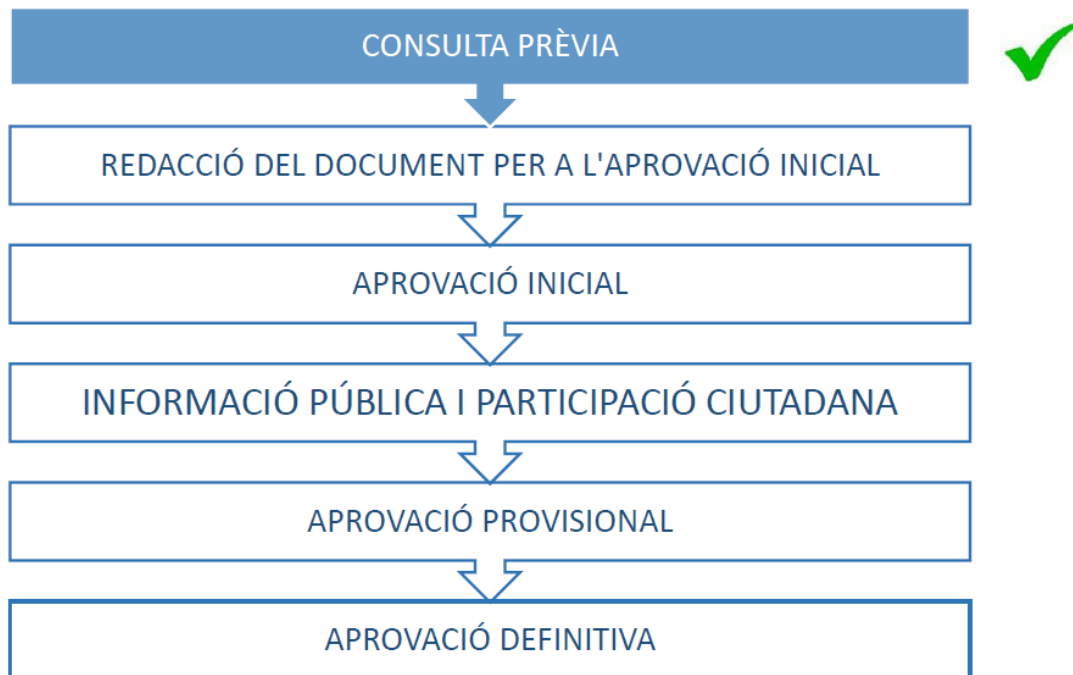 CONSULTA PRÈVIA
REDACCIÓ DEL DOCUMENT PER A L'APROVACIÓ INICIAL
APROVACIÓ INICIAL
INFORMACIÓ PÚBLICA I PARTICIPACIÓ CIUTADANA
APROVACIÓ PROVISIONAL
APROVACIÓ DEFINITIVA